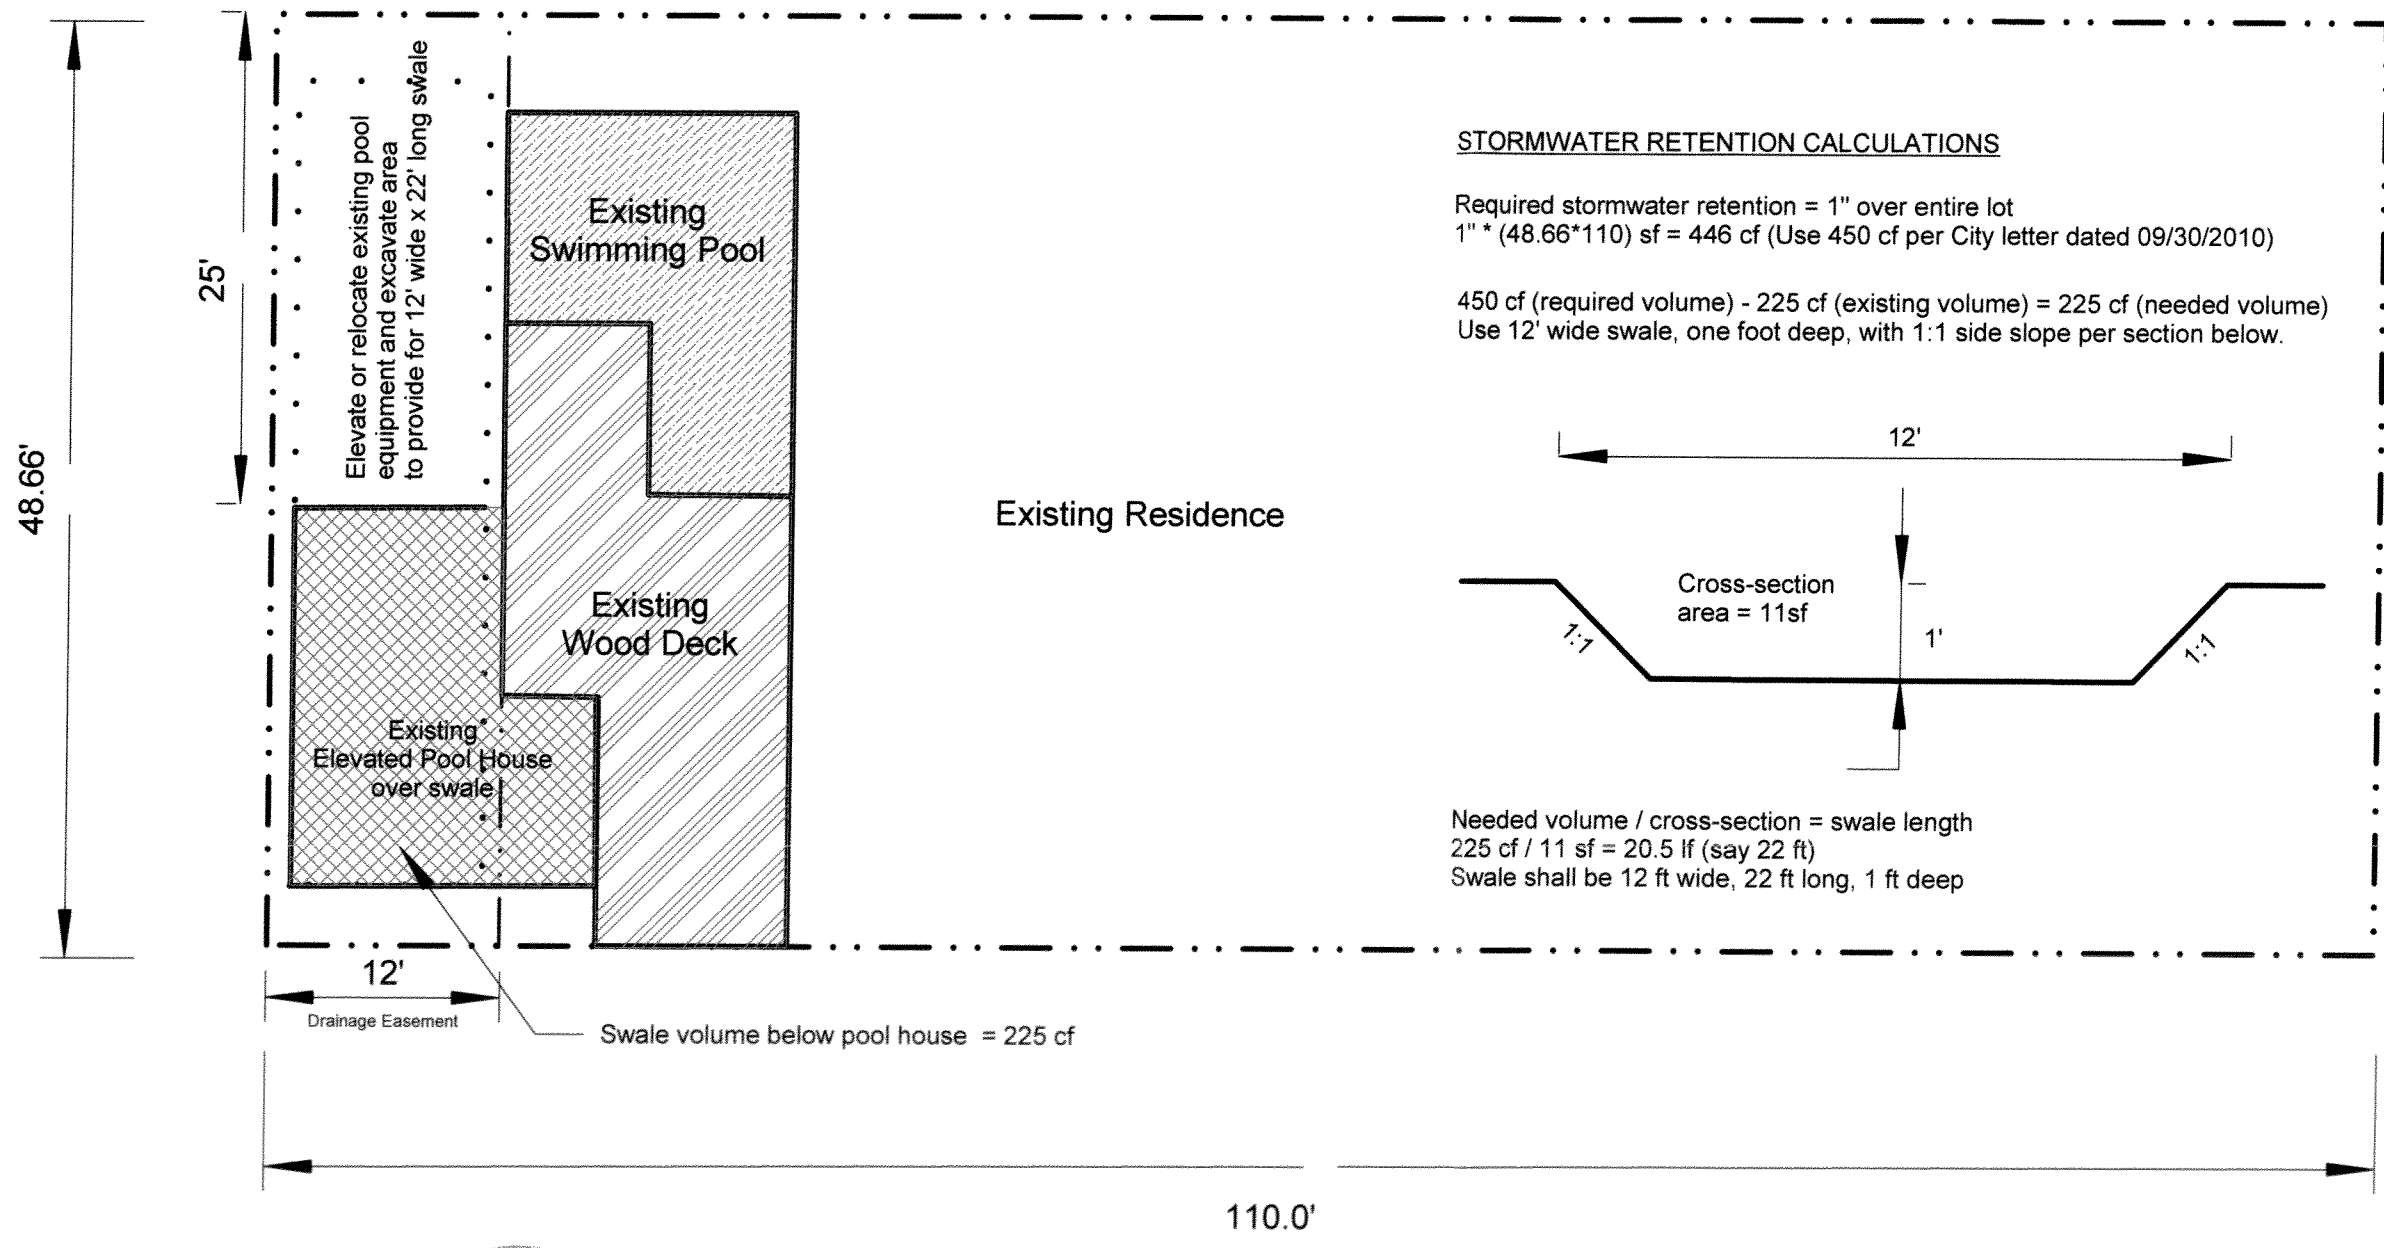 48.66'
25'
Elevate or relocate existing pool
equipment and excavate area
to provide for 12' wide x 22' long swale
Existing
Swimming Pool
Existing
Wood Deck
Existing
Elevated Pool House
over swale
12'
Drainage Easement
Swale volume below pool house = 225 cf
110.0'
Existing Residence
STORMWATER RETENTION CALCULATIONS
Required stormwater retention = 1" over entire lot
1" * (48.66*110) sf = 446 cf (Use 450 cf per City letter dated 09/30/2010)
450 cf (required volume) - 225 cf (existing volume) = 225 cf (needed volume)
Use 12' wide swale, one foot deep, with 1:1 side slope per section below.
12'
Cross-section
area = 11sf
1'
1:1
1:1
Needed volume / cross-section = swale length
225 cf / 11 sf = 20.5 lf (say 22 ft)
Swale shall be 12 ft wide, 22 ft long, 1 ft deep